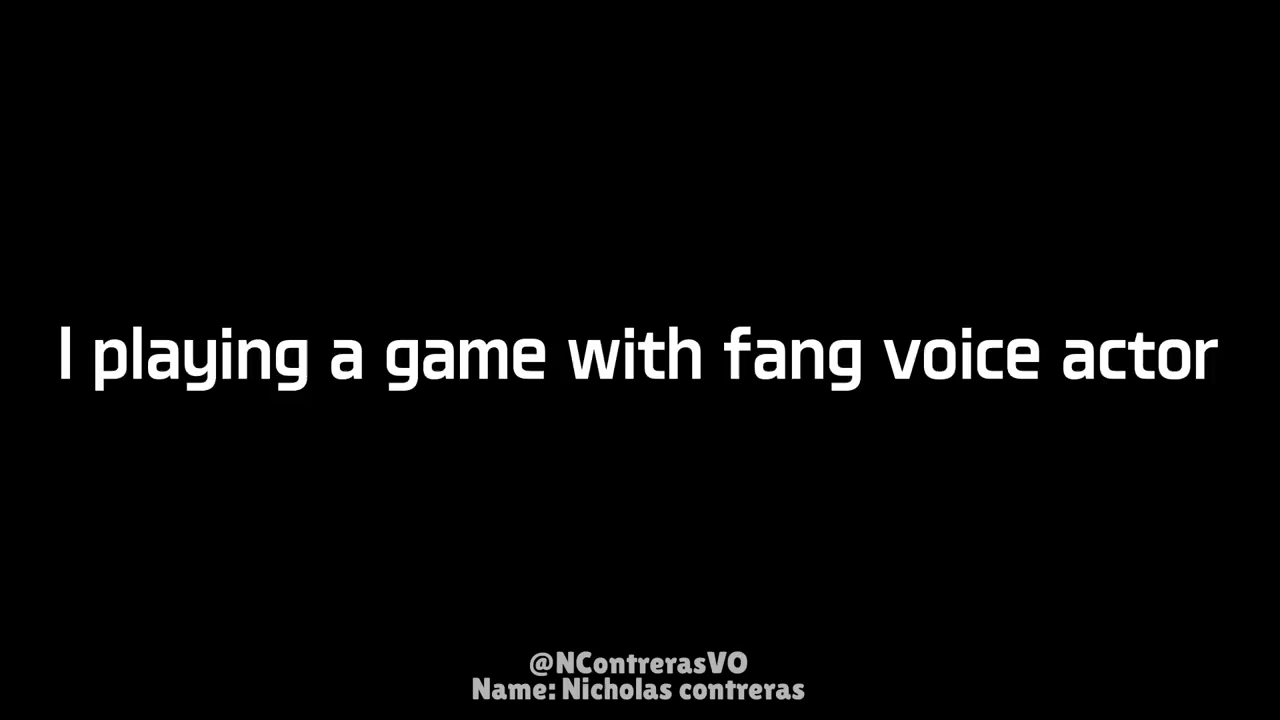 I playing a game with fang voice actor
@NContrerasVO
Name: Nicholas contreras